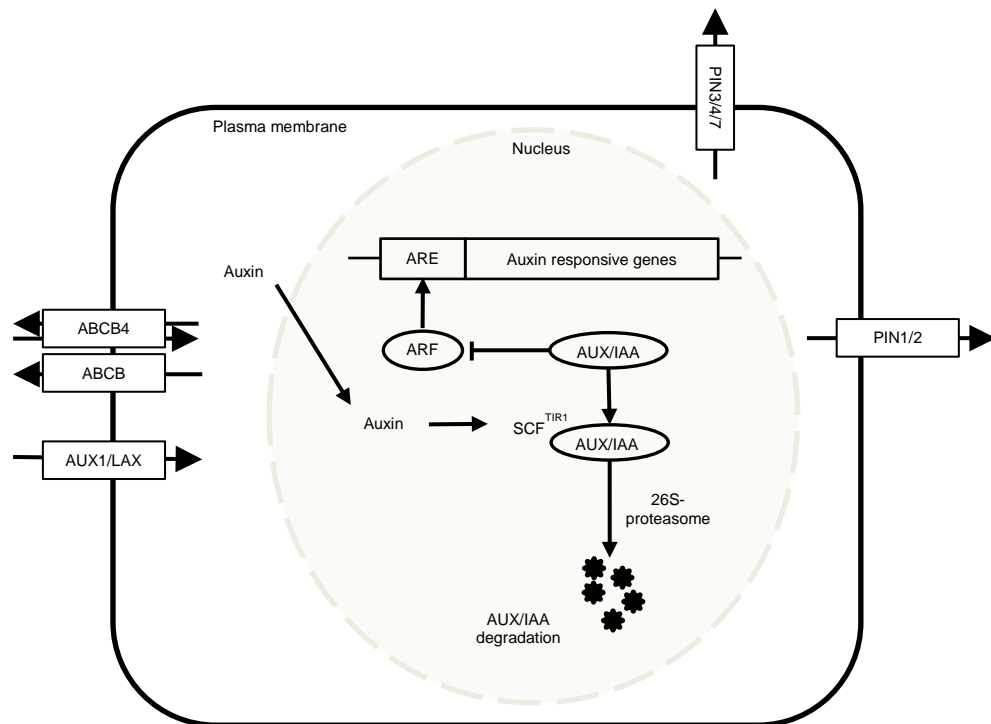 PIN3/4/7
Plasma membrane
Nucleus
ARE
Auxin responsive genes
Auxin
ABCB4
ARF
AUX/IAA
PIN1/2
ABCB
Auxin
SCF^TIR1
AUX/IAA
AUX1/LAX
26S-
proteasome
AUX/IAA
degradation